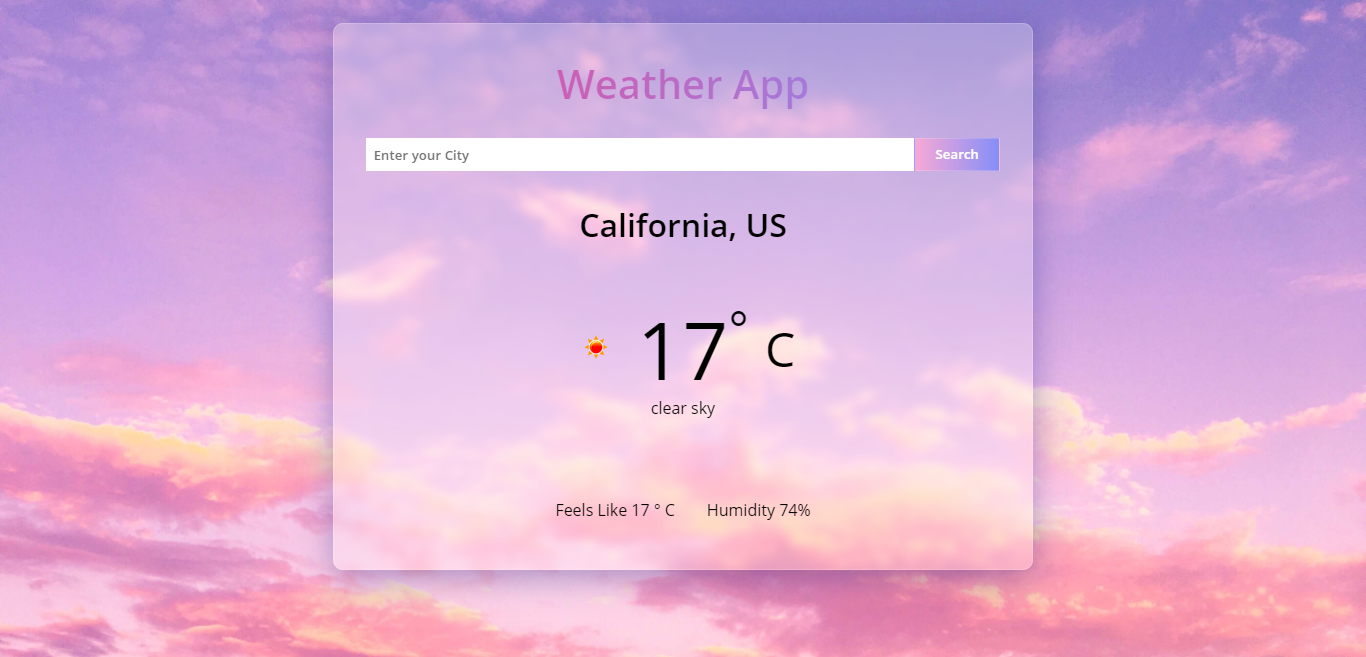 Weather App
Enter your City
Search
California, US
17° C
clear sky
Feels Like 17 ° C
Humidity 74%